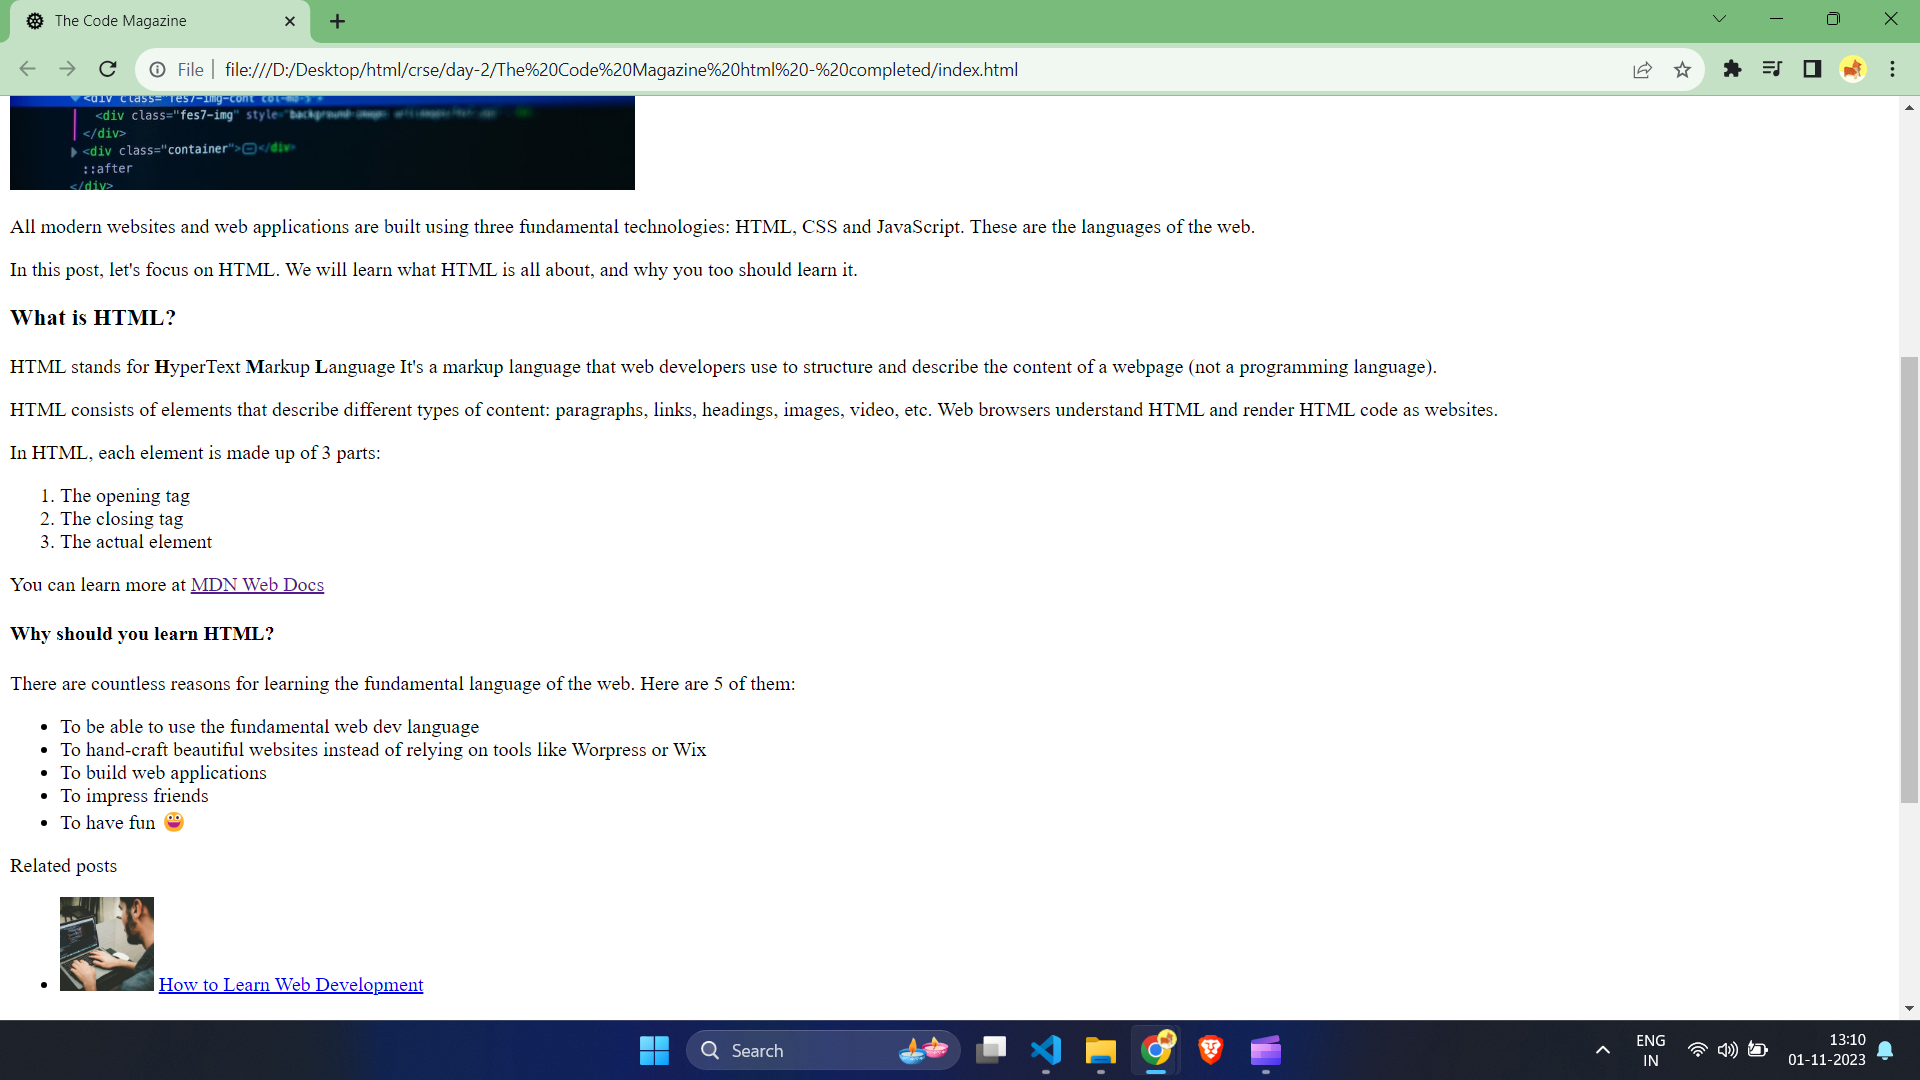 The Code Magazine
File
file:///D:/Desktop/html/crse/day-2/The%20Code%20Magazine%20html%20-%20completed/index.html
<div class="fes7-img-cont col-md-5">
<div class="fes7-img" style="background-image:
</div>
<div class="container"></div>
::after
</div>
All modern websites and web applications are built using three fundamental technologies: HTML, CSS and JavaScript. These are the languages of the web.
In this post, let's focus on HTML. We will learn what HTML is all about, and why you too should learn it.
What is HTML?
HTML stands for HyperText Markup Language It's a markup language that web developers use to structure and describe the content of a webpage (not a programming language).
HTML consists of elements that describe different types of content: paragraphs, links, headings, images, video, etc. Web browsers understand HTML and render HTML code as websites.
In HTML, each element is made up of 3 parts:
1. The opening tag
2. The closing tag
3. The actual element
You can learn more at MDN Web Docs
Why should you learn HTML?
There are countless reasons for learning the fundamental language of the web. Here are 5 of them:
• To be able to use the fundamental web dev language
• To hand-craft beautiful websites instead of relying on tools like Worpress or Wix
• To build web applications
• To impress friends
• To have fun 😀
Related posts
• How to Learn Web Development
Search
ENG
IN
13:10
01-11-2023